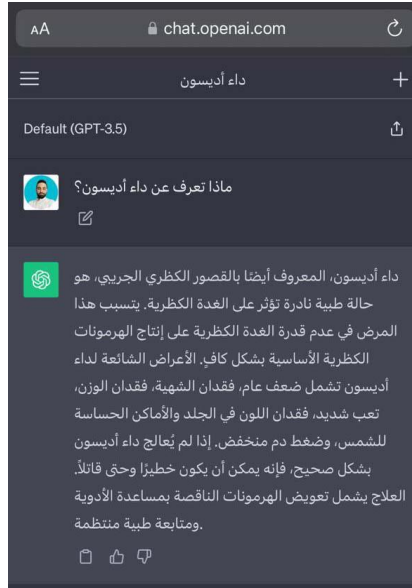 AA
chat.openai.com
داء أديسون
+
Default (GPT-3.5)
ماذا تعرف عن داء أديسون؟
داء أديسون، المعروف أيضًا بالقصور الكظري الجريبي، هو
حالة طبية نادرة تؤثر على الغدة الكظرية. يتسبب هذا
المرض في عدم قدرة الغدة الكظرية على إنتاج الهرمونات
الكظرية الأساسية بشكل كافٍ. الأعراض الشائعة لداء
أديسون تشمل ضعف عام، فقدان الشهية، فقدان الوزن،
تعب شديد، فقدان اللون في الجلد والأماكن الحساسة
للشمس، وضغط دم منخفض. إذا لم يُعالج داء أديسون
بشكل صحيح، فإنه يمكن أن يكون خطيرًا وحتى قاتلاً.
العلاج يشمل تعويض الهرمونات الناقصة بمساعدة الأدوية
ومتابعة طبية منتظمة.